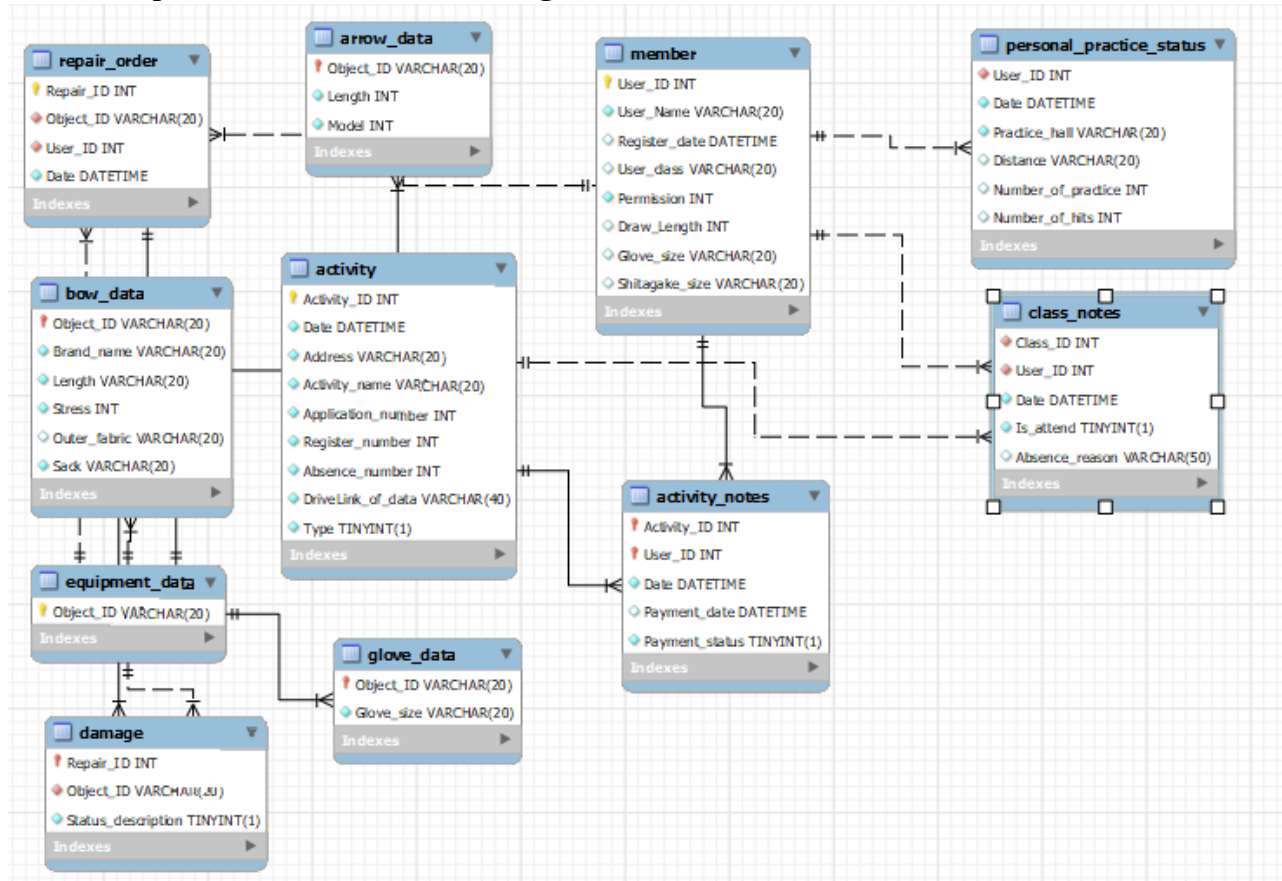 repair_order
Repair_ID INT
Object_ID VARCHAR(20)
User_ID INT
Date DATETIME
Indexes
arrow_data
Object_ID VARCHAR(20)
Length INT
Model INT
Indexes
member
User_ID INT
User_Name VARCHAR(20)
Register_date DATETIME
User_class VARCHAR(20)
Permission INT
Draw_Length INT
Glove_size VARCHAR(20)
Shitagake_size VARCHAR(20)
Indexes
personal_practice_status
User_ID INT
Date DATETIME
Practice_hall VARCHAR(20)
Distance VARCHAR(20)
Number_of_practice INT
Number_of_hits INT
Indexes
bow_data
Object_ID VARCHAR(20)
Brand_name VARCHAR(20)
Length VARCHAR(20)
Stress INT
Outer_fabric VARCHAR(20)
Sack VARCHAR(20)
Indexes
activity
Activity_ID INT
Date DATETIME
Address VARCHAR(20)
Activity_name VARCHAR(20)
Application_number INT
Register_number INT
Absence_number INT
DriveLink_of_data VARCHAR(40)
Type TINYINT(1)
Indexes
class_notes
Class_ID INT
User_ID INT
Date DATETIME
Is_attend TINYINT(1)
Absence_reason VARCHAR(50)
Indexes
activity_notes
Activity_ID INT
User_ID INT
Date DATETIME
Payment_date DATETIME
Payment_status TINYINT(1)
Indexes
equipment_data
Object_ID VARCHAR(20)
Indexes
glove_data
Object_ID VARCHAR(20)
Glove_size VARCHAR(20)
Indexes
damage
Repair_ID INT
Object_ID VARCHAR(20)
Status_description TINYINT(1)
Indexes